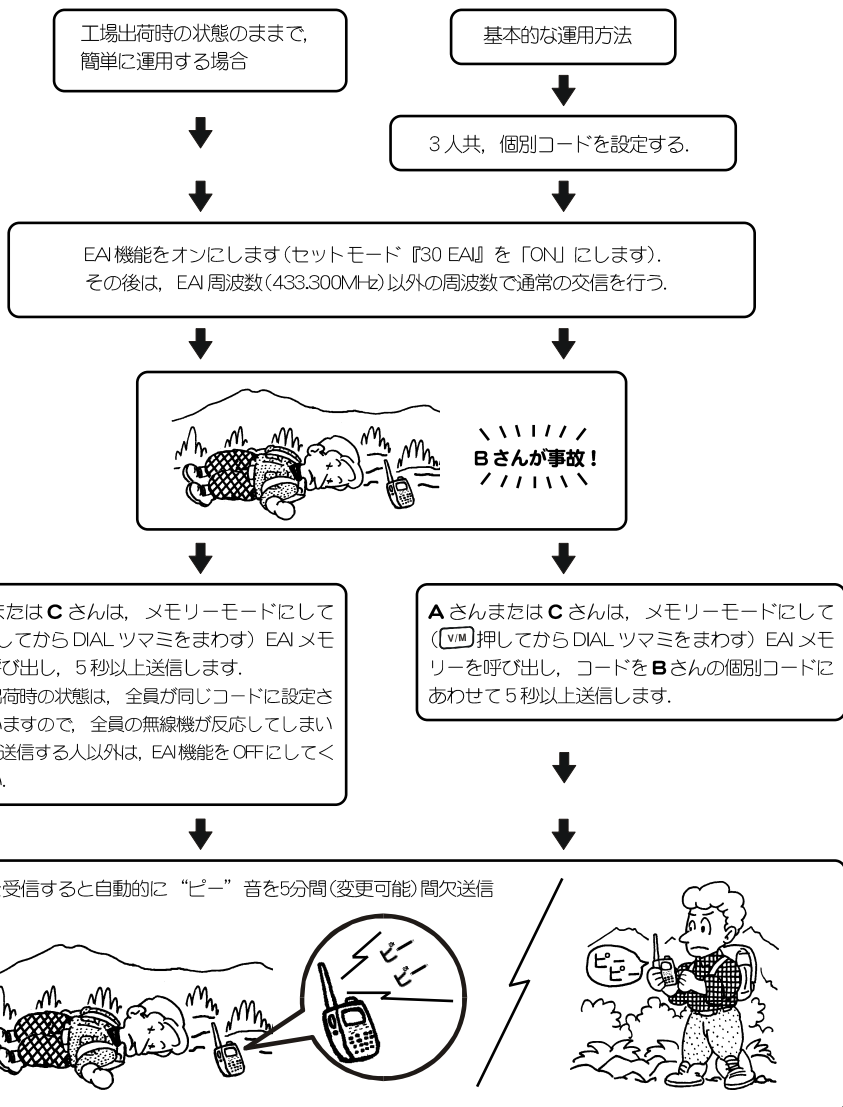 工場出荷時の状態のままで，
簡単に運用する場合
基本的な運用方法
3人共，個別コードを設定する．
EAI機能をオンにします(セットモード『30 EAI』を「ON」にします)．
その後は，EAI周波数(433.300MHz)以外の周波数で通常の交信を行う．
Bさんが事故！
たはCさんは，メモリーモードにして
してからDIALツマミをまわす）EAIメモ
び出し，5秒以上送信します．
荷時の状態は，全員が同じコードに設定さ
いますので，全員の無線機が反応してしまい
送信する人以外は，EAI機能をOFFにしてく
．
AさんまたはCさんは，メモリーモードにして
（V/M押してからDIALツマミをまわす）EAIメモ
リーを呼び出し，コードをBさんの個別コードに
あわせて5秒以上送信します．
受信すると自動的に“ピー”音を5分間(変更可能)間欠送信
ピー
ピー
ピー
ピー